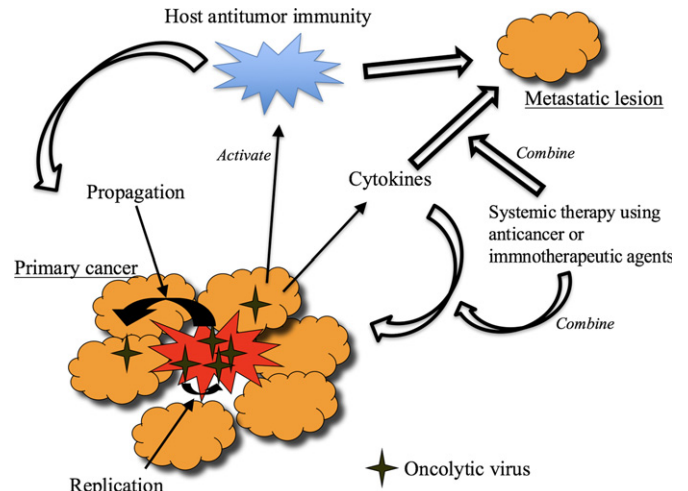 Host antitumor immunity
Metastatic lesion
Activate
Combine
Cytokines
Propagation
Systemic therapy using
anticancer or
immnotherapeutic agents
Primary cancer
Combine
Oncolytic virus
Replication